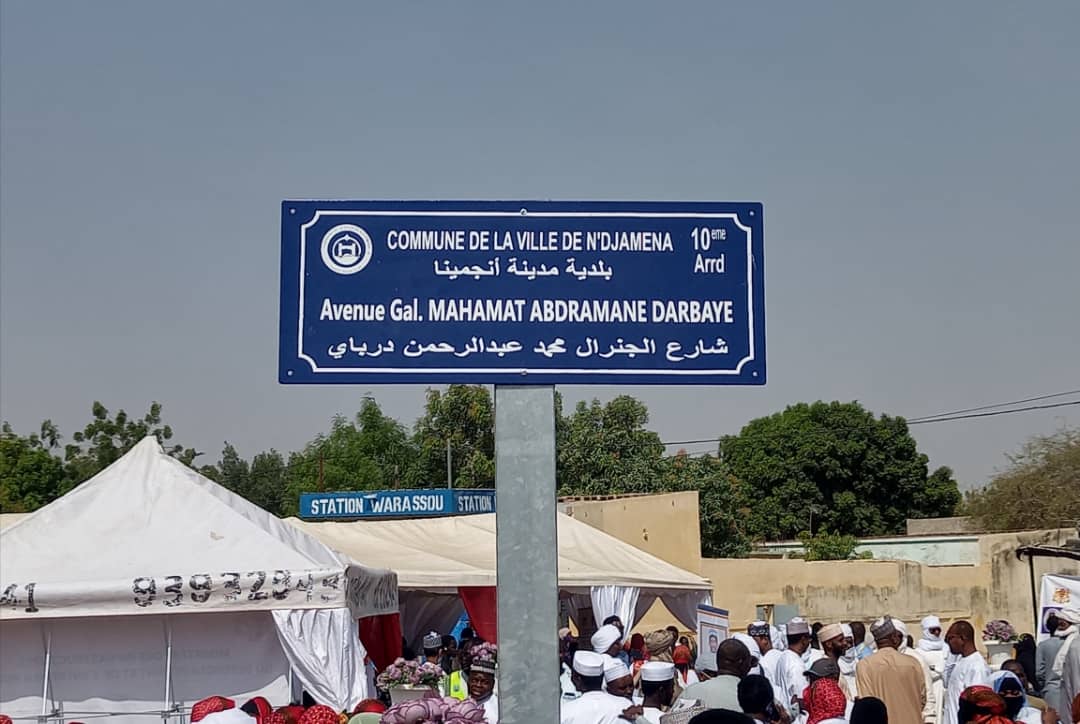 COMMUNE DE LA VILLE DE N'DJAMENA
10eme
Arrd
بلدية مدينة أنجمينا
Avenue Gal. MAHAMAT ABDRAMANE DARBAYE
شارع الجنرال محمد عبدالرحمن درباي
STATION WARASSOU STATION